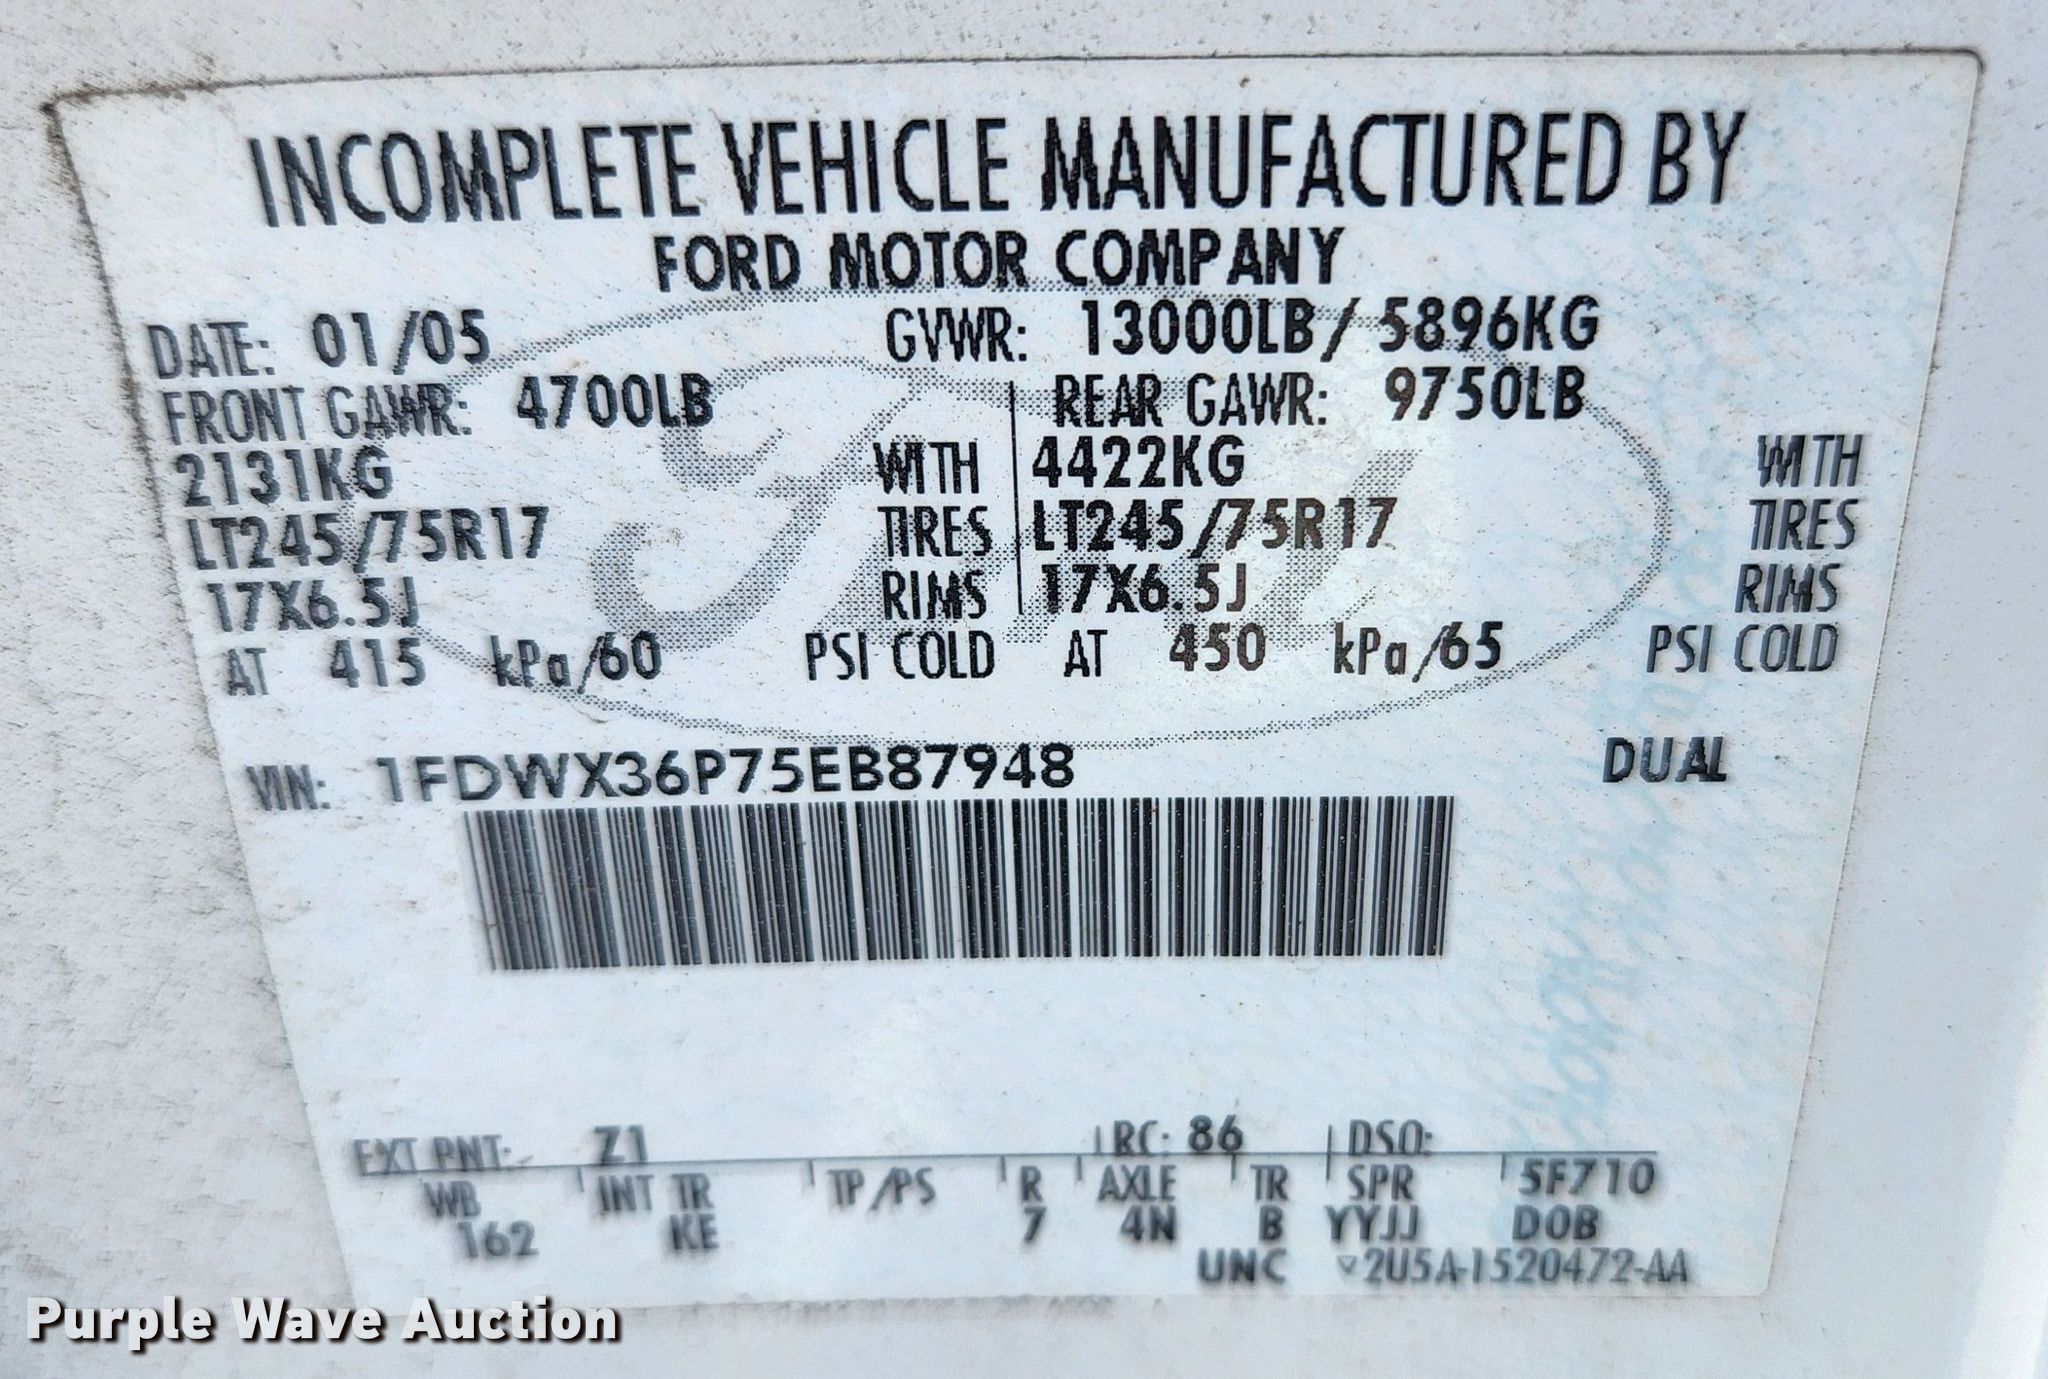 INCOMPLETE VEHICLE MANUFACTURED BY
FORD MOTOR COMPANY
DATE: 01/05 GVWR: 13000LB/ 5896KG
FRONT GAWR: 4700LB REAR GAWR: 9750LB
2131KG WITH 4422KG WITH
LT245/75R17 TIRES LT245/75R17 TIRES
17X6.5J RIMS 17X6.5J RIMS
AT 415 kPa/60 PSI COLD AT 450 kPa/65 PSI COLD
VIN: 1FDWX36P75EB87948 DUAL
EXT PNT: Z1 RC: 86 DSO:
WB INT TR TP/PS R AXLE TR SPR 5F710
162 KE 7 4N B YYJJ DOB
UNC 2U5A-1520472-AA
Purple Wave Auction